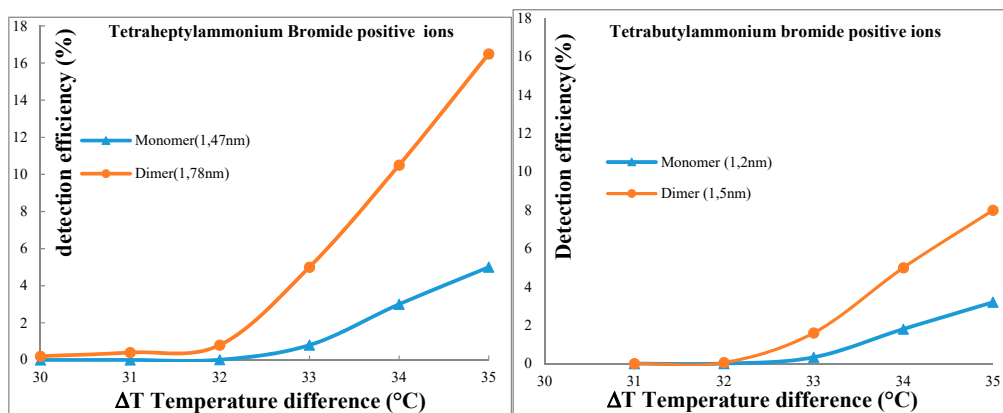 Tetraheptylammonium Bromide positive ions
detection efficiency (%)
18
16
14
12
10
8
6
4
2
0
Monomer(1,47nm)
Dimer(1,78nm)
30 31 32 33 34 35
ΔT Temperature difference (°C)
Tetrabutylammonium bromide positive ions
Detection efficiency(%)
18
16
14
12
10
8
6
4
2
0
Monomer (1,2nm)
Dimer (1,5nm)
30 31 32 33 34 35
ΔT Temperature difference (°C)